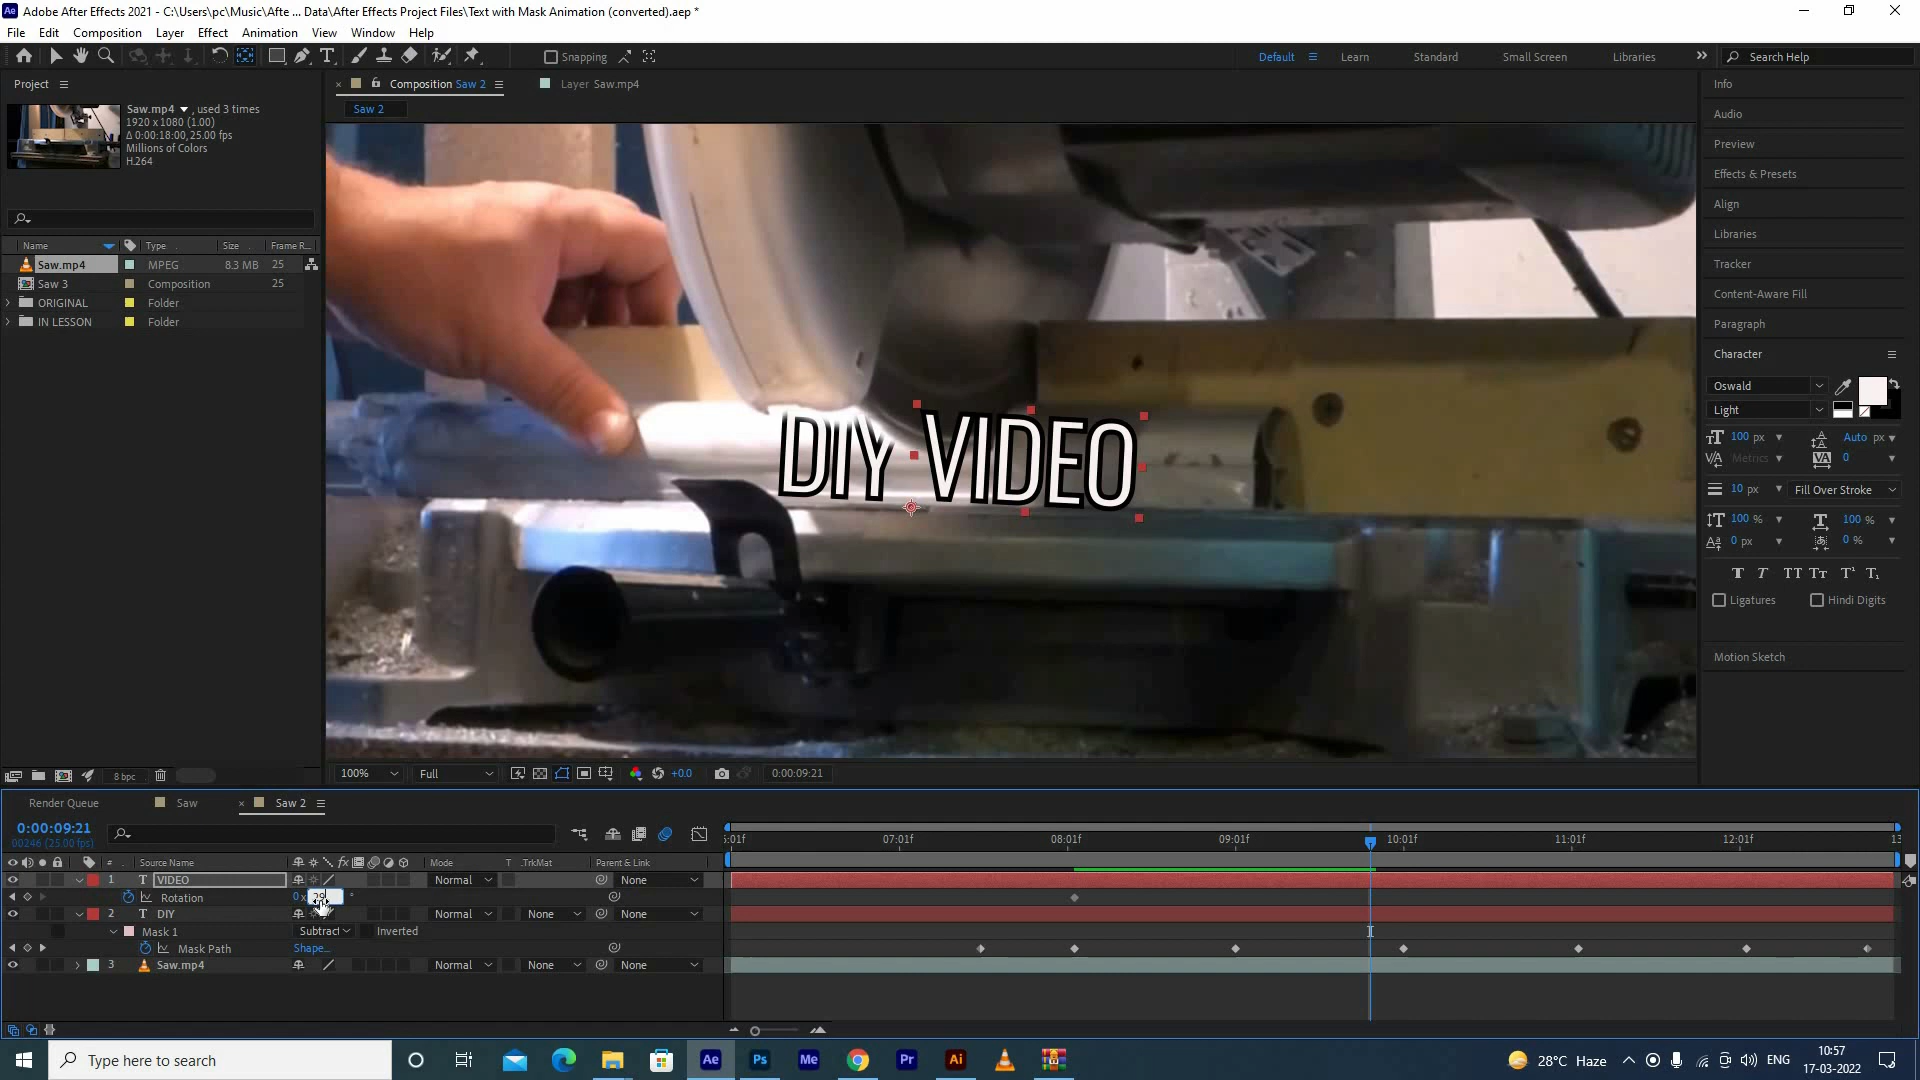 Adobe After Effects 2021 - C:\Users\pc\Music\Afte ... Data\After Effects Project Files\Text with Mask Animation (converted).aep *
File Edit Composition Layer Effect Animation View Window Help
Snapping
Default Learn Standard Small Screen Libraries Search Help
Project
Saw.mp4 , used 3 times
1920 x 1080 (1.00)
Δ 0:00:18:00, 25.00 fps
Millions of Colors
H.264
Name Type Size Frame R...
Saw.mp4 MPEG 8.3 MB 25
Saw 3 Composition 25
ORIGINAL Folder
IN LESSON Folder
8 bpc
Composition Saw 2
Layer Saw.mp4
Saw 2
DIY VIDEO
100% Full +0.0 0:00:09:21
Info
Audio
Preview
Effects & Presets
Align
Libraries
Tracker
Content-Aware Fill
Paragraph
Character
Oswald
Light
100 px Auto px
Metrics 0
10 px Fill Over Stroke
100 % 100 %
0 px 0 %
Ligatures Hindi Digits
Motion Sketch
Render Queue Saw Saw 2
0:00:09:21
00246 (25.00 fps)
07:01f 08:01f 09:01f 10:01f 11:01f 12:01f
# Source Name fx Mode T .TrkMat Parent & Link
1 T VIDEO Normal None
Rotation 0 x °
2 T DIY Normal None None
Mask 1 Subtract Inverted
Mask Path Shape...
3 Saw.mp4 Normal None None
Type here to search
Ae Ps Me Pr Ai
28°C Haze ENG
10:57
17-03-2022